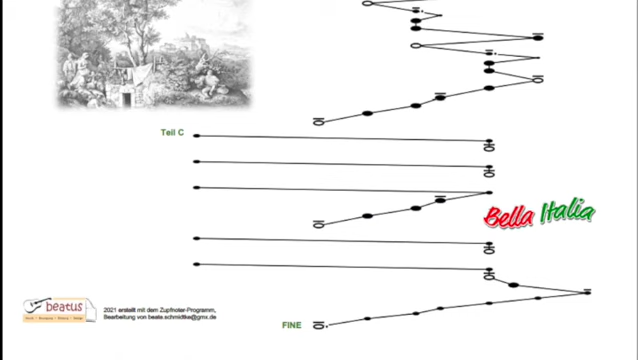 Teil C
Bella Italia
beatus
2021 erstellt mit dem Zupfnoter-Programm,
Bearbeitung von beata.schmidtke@gmx.de
FINE